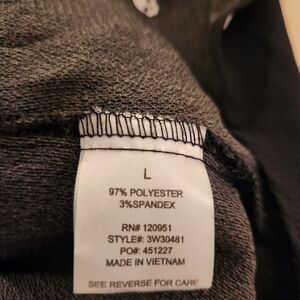 L
97% POLYESTER
3%SPANDEX
RN# 120951
STYLE#: 3W30481
PO#: 451227
MADE IN VIETNAM
SEE REVERSE FOR CARE